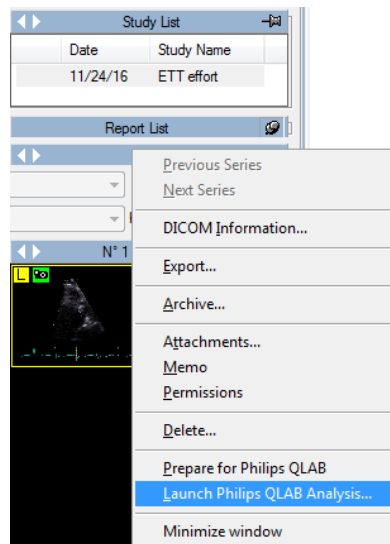 Study List
Date Study Name
11/24/16 ETT effort
Report List
N° 1
L
Previous Series
Next Series
DICOM Information...
Export...
Archive...
Attachments...
Memo
Permissions
Delete...
Prepare for Philips QLAB
Launch Philips QLAB Analysis...
Minimize window